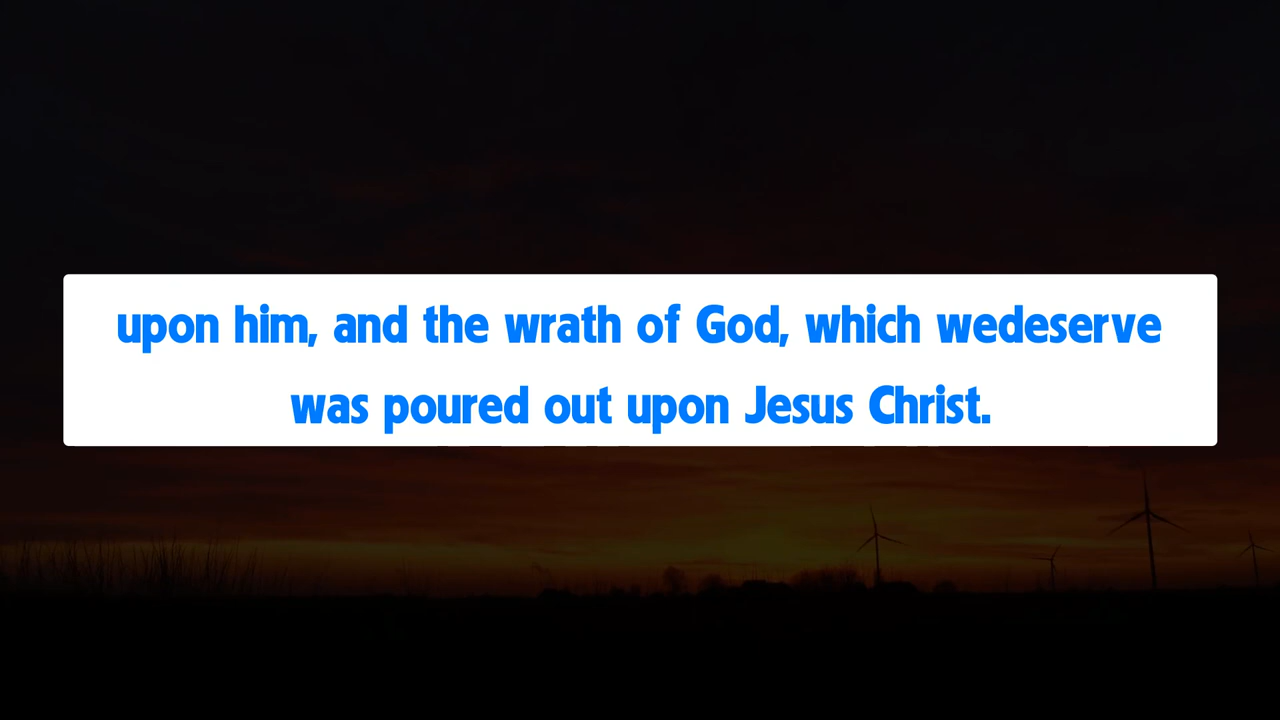 upon him, and the wrath of God, which wedeserve
was poured out upon Jesus Christ.